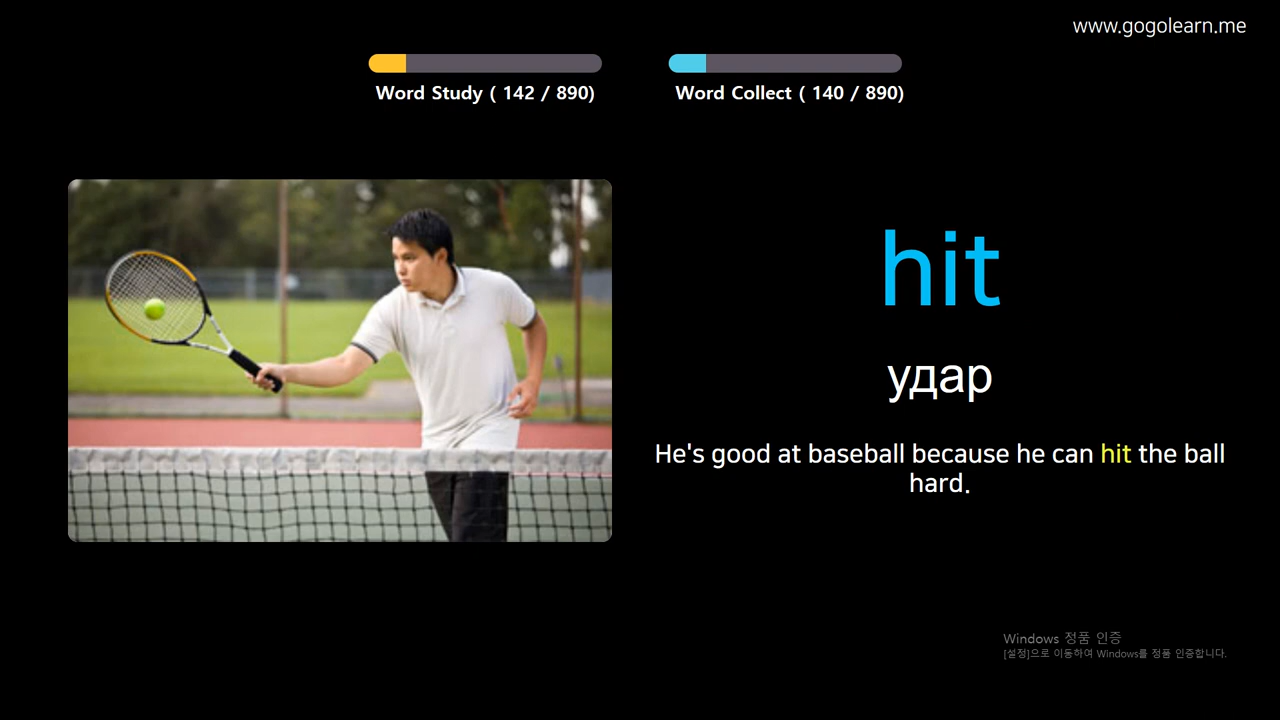 www.gogolearn.me
Word Study ( 142 / 890)
Word Collect ( 140 / 890)
hit
удар
He's good at baseball because he can hit the ball
hard.
Windows 정품 인증
[설정]으로 이동하여 Windows를 정품 인증합니다.